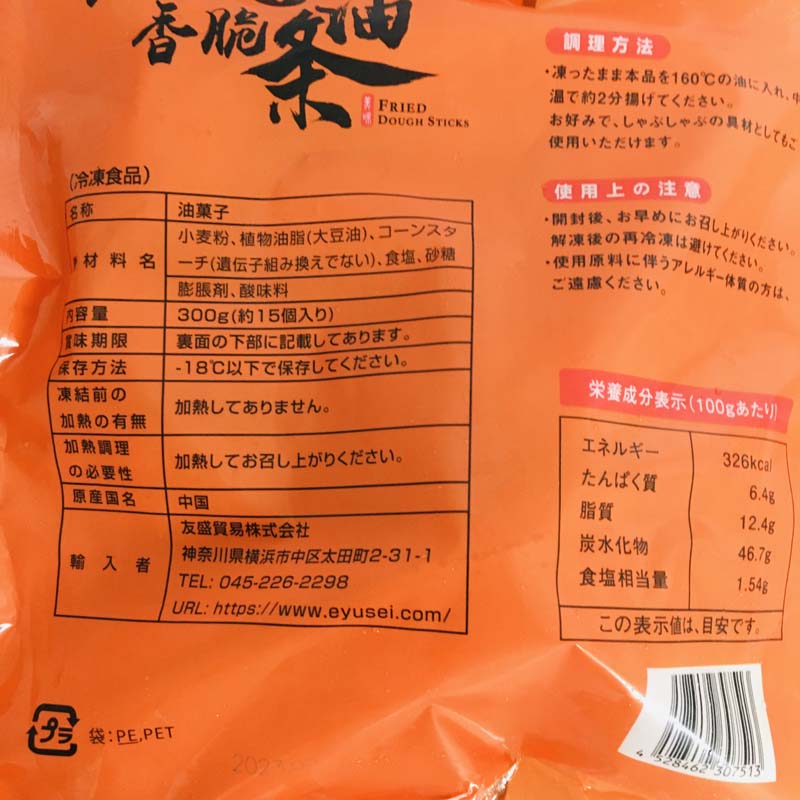 香脆油条
美味
FRIED
DOUGH STICKS
(冷凍食品)
名称 油菓子
材料名 小麦粉、植物油脂(大豆油)、コーンスタ
ーチ(遺伝子組み換えでない)、食塩、砂糖
膨脹剤、酸味料
内容量 300g(約15個入り)
賞味期限 裏面の下部に記載してあります。
保存方法 -18℃以下で保存してください。
凍結前の
加熱の有無 加熱してありません。
加熱調理
の必要性 加熱してお召し上がりください。
原産国名 中国
輸入者 友盛貿易株式会社
神奈川県横浜市中区太田町2-31-1
TEL: 045-226-2298
URL: https://www.eyusei.com/
プラ
袋:PE,PET
調理方法
・凍ったまま本品を160℃の油に入れ、中
温で約2分揚げてください。
お好みで、しゃぶしゃぶの具材としてもご
使用いただけます。
使用上の注意
・開封後、お早めにお召し上がりください。
解凍後の再冷凍は避けてください。
・使用原料に伴うアレルギー体質の方は、
ご遠慮ください。
栄養成分表示(100gあたり)
エネルギー 326kcal
たんぱく質 6.4g
脂質 12.4g
炭水化物 46.7g
食塩相当量 1.54g
この表示値は、目安です。
4 528462 307513